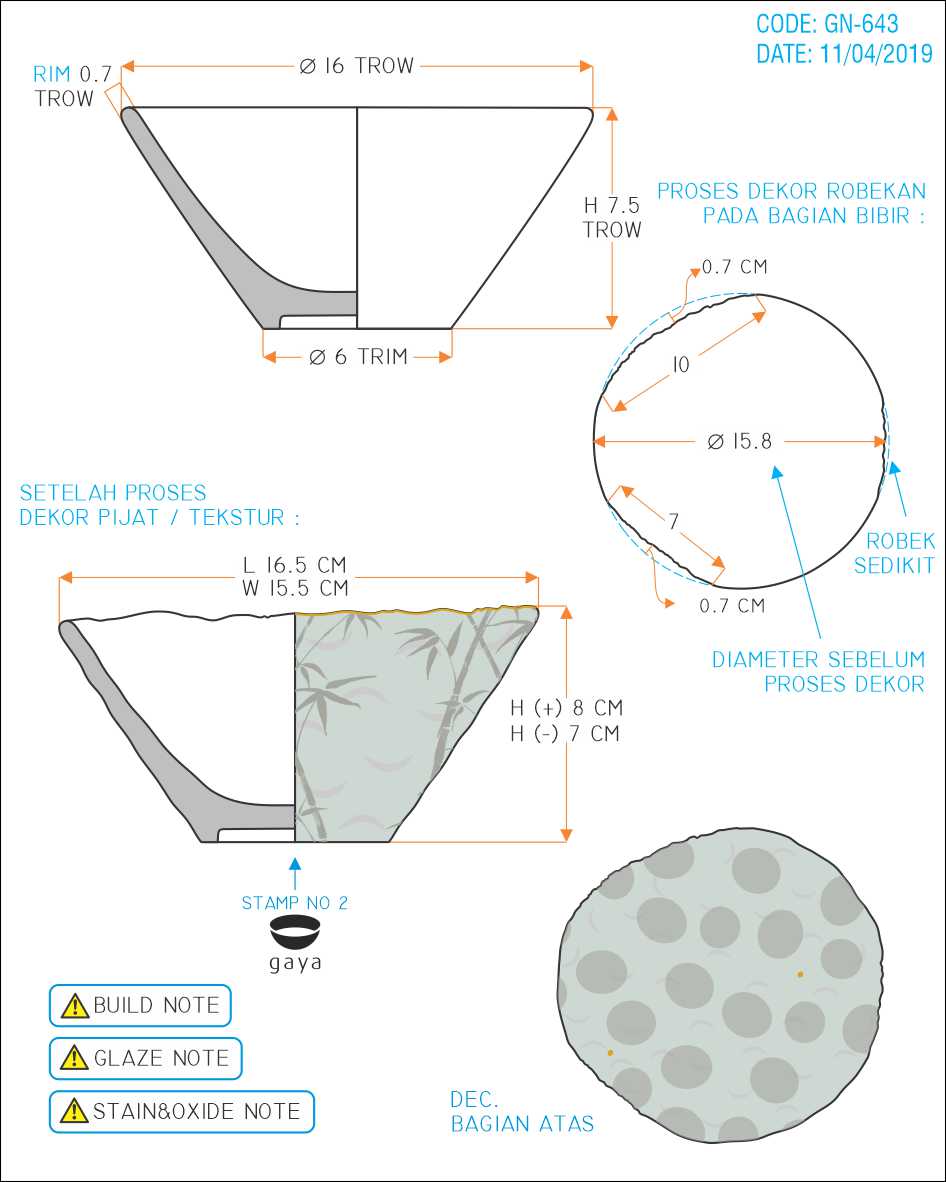 CODE: GN-643
DATE: 11/04/2019
Ø 16 TROW
RIM 0.7
TROW
H 7.5
TROW
Ø 6 TRIM
PROSES DEKOR ROBEKAN
PADA BAGIAN BIBIR :
0.7 CM
10
Ø 15.8
7
0.7 CM
ROBEK
SEDIKIT
DIAMETER SEBELUM
PROSES DEKOR
SETELAH PROSES
DEKOR PIJAT / TEKSTUR :
L 16.5 CM
W 15.5 CM
H (+) 8 CM
H (-) 7 CM
STAMP NO 2
gaya
BUILD NOTE
GLAZE NOTE
STAIN&OXIDE NOTE
DEC.
BAGIAN ATAS